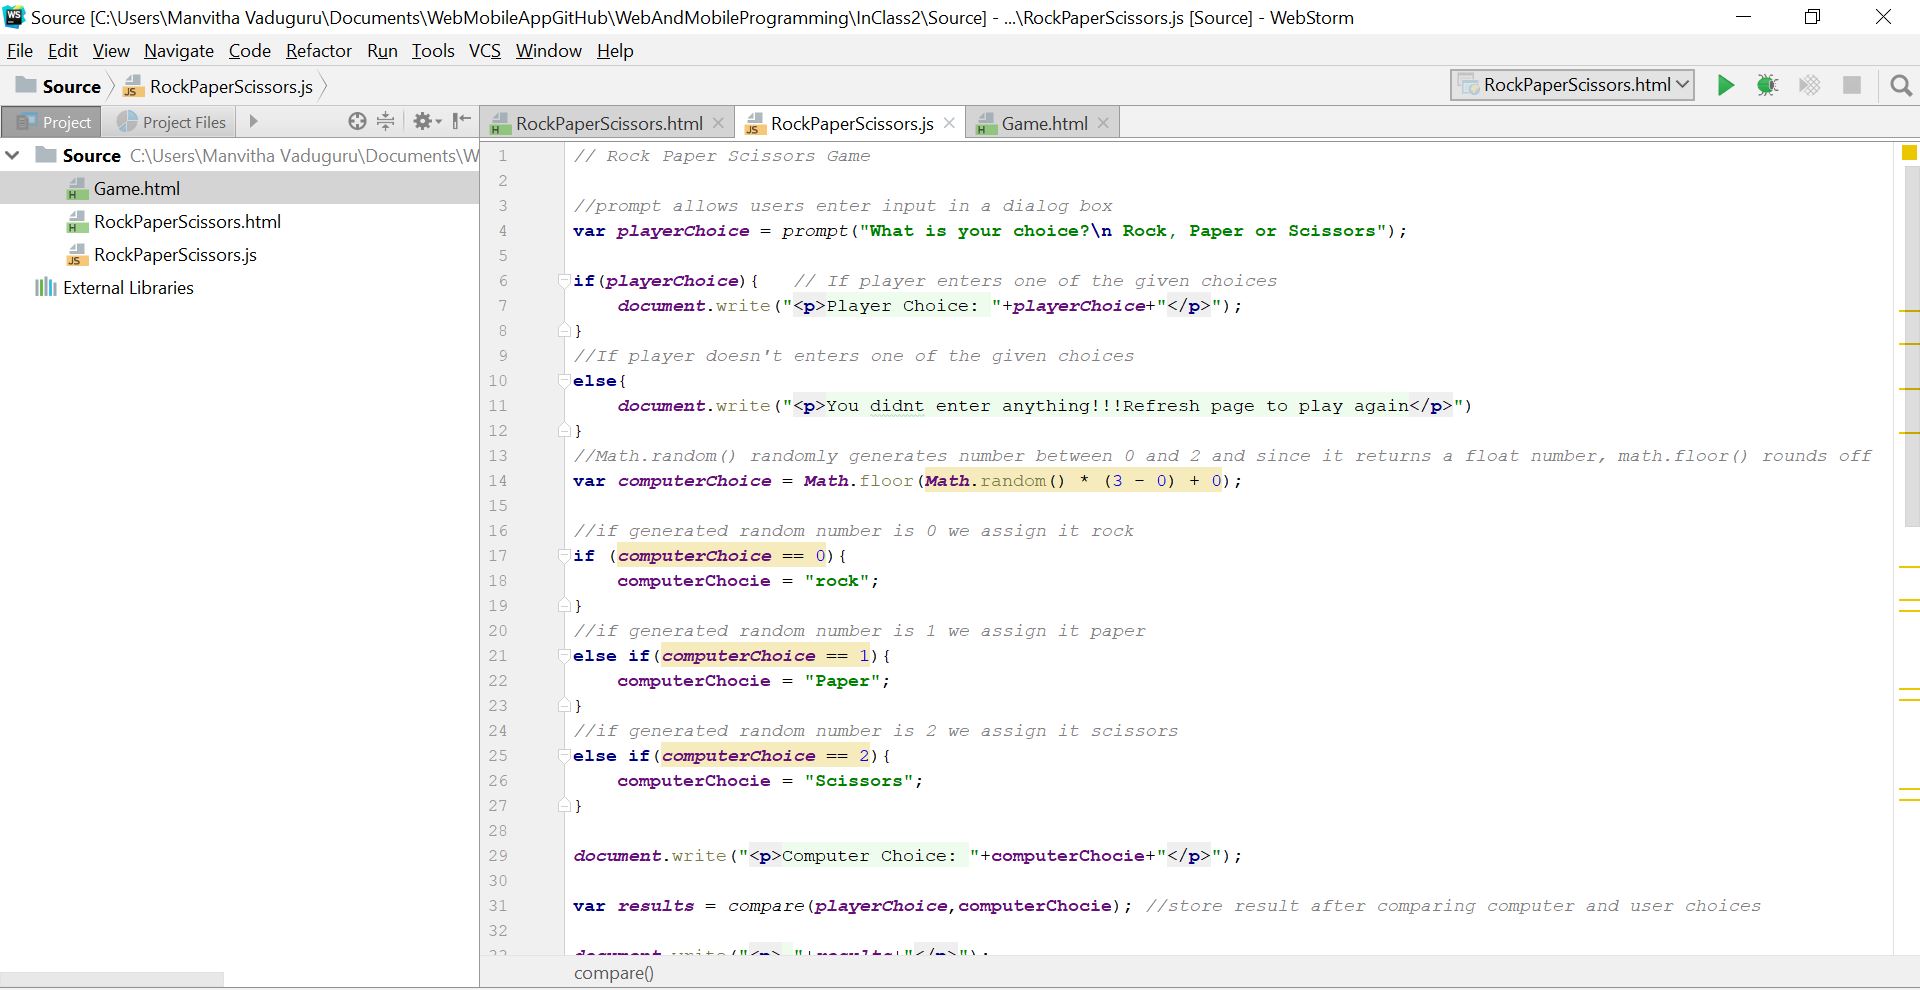 WS Source [C:\Users\Manvitha Vaduguru\Documents\WebMobileAppGitHub\WebAndMobileProgramming\InClass2\Source] - ...\RockPaperScissors.js [Source] - WebStorm
File Edit View Navigate Code Refactor Run Tools VCS Window Help
Source RockPaperScissors.js RockPaperScissors.html
Project Project Files RockPaperScissors.html RockPaperScissors.js Game.html
Source C:\Users\Manvitha Vaduguru\Documents\W
Game.html
RockPaperScissors.html
RockPaperScissors.js
External Libraries
1 // Rock Paper Scissors Game
2
3 //prompt allows users enter input in a dialog box
4 var playerChoice = prompt("What is your choice?\n Rock, Paper or Scissors");
5
6 if(playerChoice){ // If player enters one of the given choices
7 document.write("<p>Player Choice: "+playerChoice+"</p>");
8 }
9 //If player doesn't enters one of the given choices
10 else{
11 document.write("<p>You didnt enter anything!!!Refresh page to play again</p>")
12 }
13 //Math.random() randomly generates number between 0 and 2 and since it returns a float number, math.floor() rounds off
14 var computerChoice = Math.floor(Math.random() * (3 - 0) + 0);
15
16 //if generated random number is 0 we assign it rock
17 if (computerChoice == 0){
18 computerChocie = "rock";
19 }
20 //if generated random number is 1 we assign it paper
21 else if(computerChoice == 1){
22 computerChocie = "Paper";
23 }
24 //if generated random number is 2 we assign it scissors
25 else if(computerChoice == 2){
26 computerChocie = "Scissors";
27 }
28
29 document.write("<p>Computer Choice: "+computerChocie+"</p>");
30
31 var results = compare(playerChoice,computerChocie); //store result after comparing computer and user choices
32
compare()